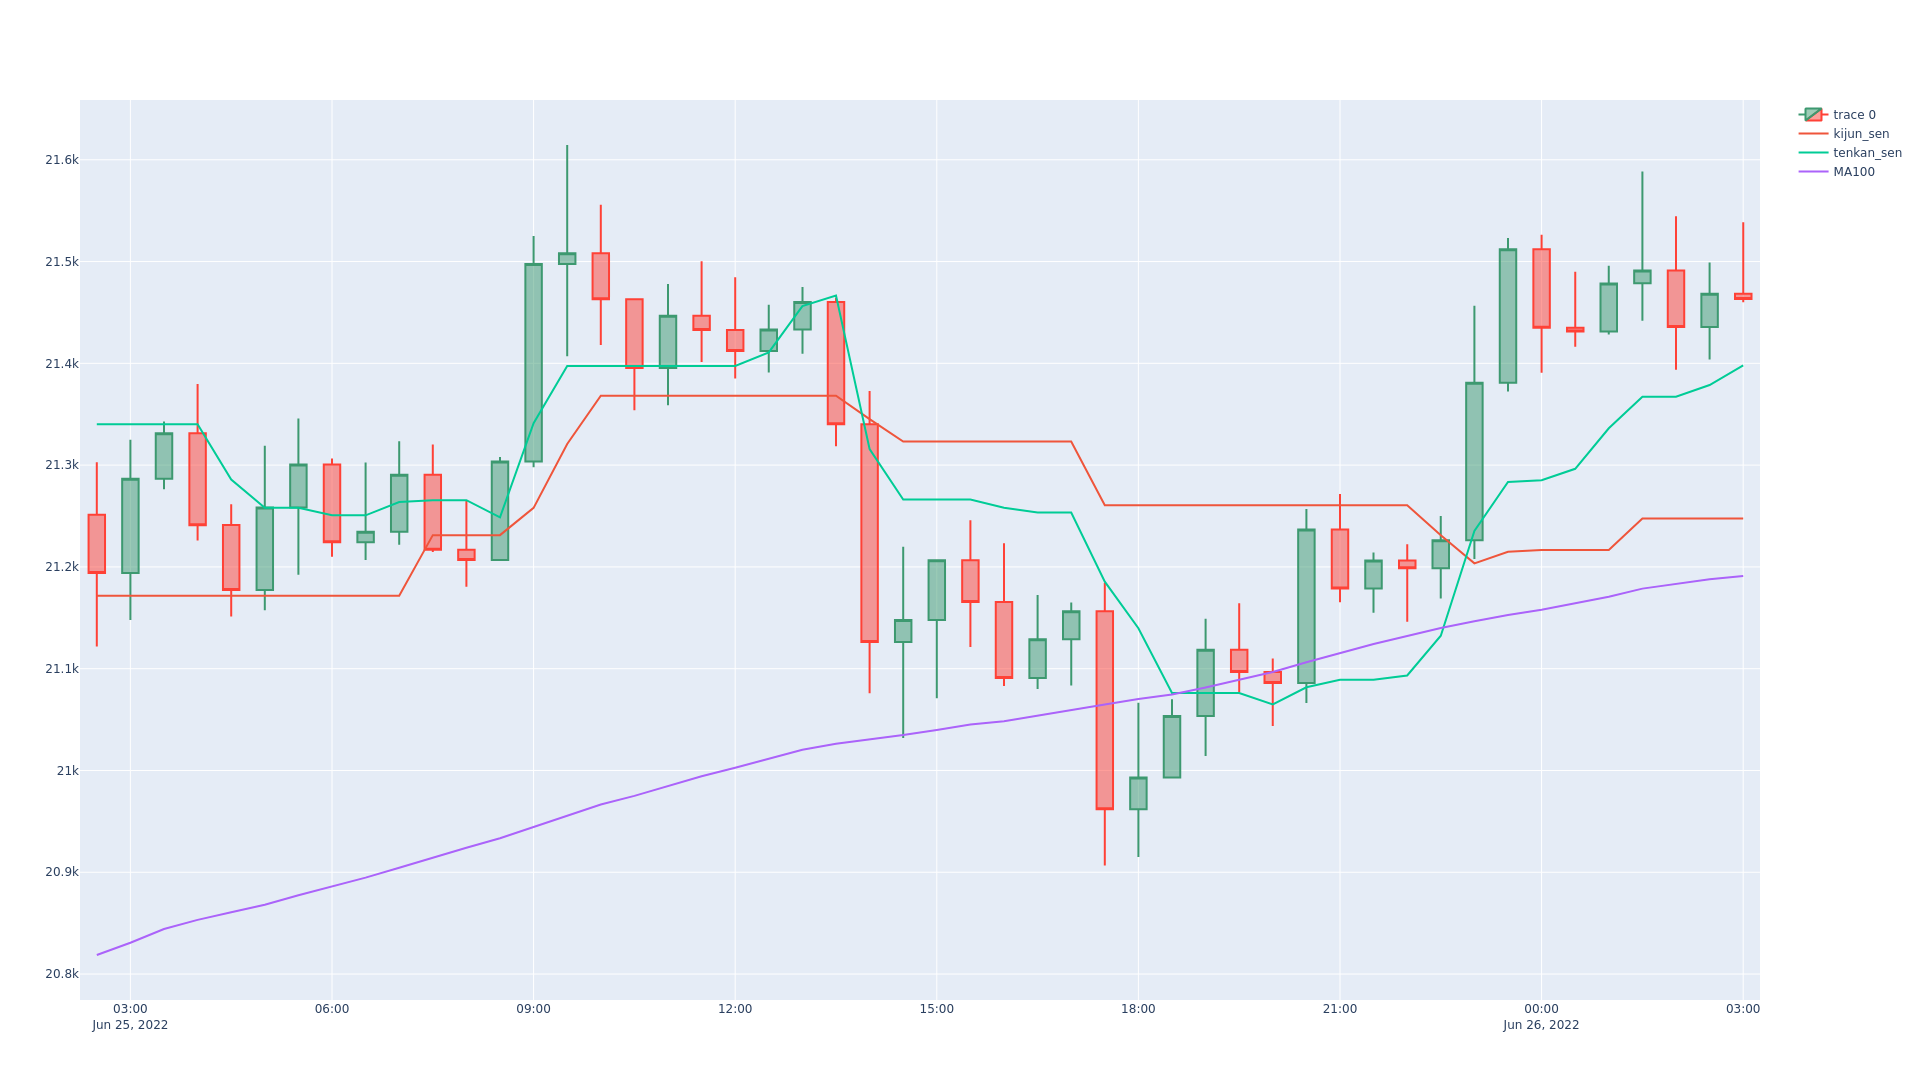 trace 0
kijun_sen
tenkan_sen
MA100
21.6k
21.5k
21.4k
21.3k
21.2k
21.1k
21k
20.9k
20.8k
03:00 06:00 09:00 12:00 15:00 18:00 21:00 00:00 03:00
Jun 25, 2022 Jun 26, 2022